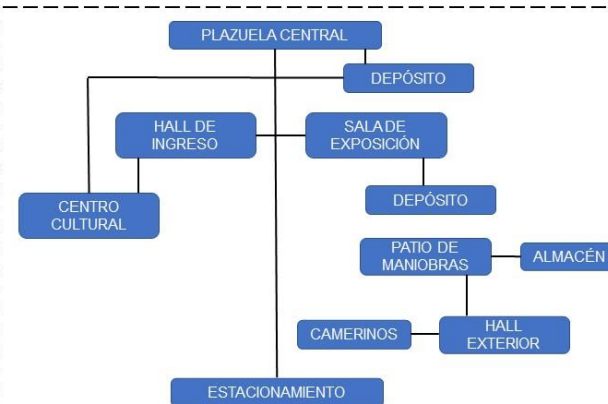 PLAZUELA CENTRAL
DEPÓSITO
HALL DE
INGRESO
SALA DE
EXPOSICIÓN
CENTRO
CULTURAL
DEPÓSITO
PATIO DE
MANIOBRAS
ALMACÉN
CAMERINOS
HALL
EXTERIOR
ESTACIONAMIENTO